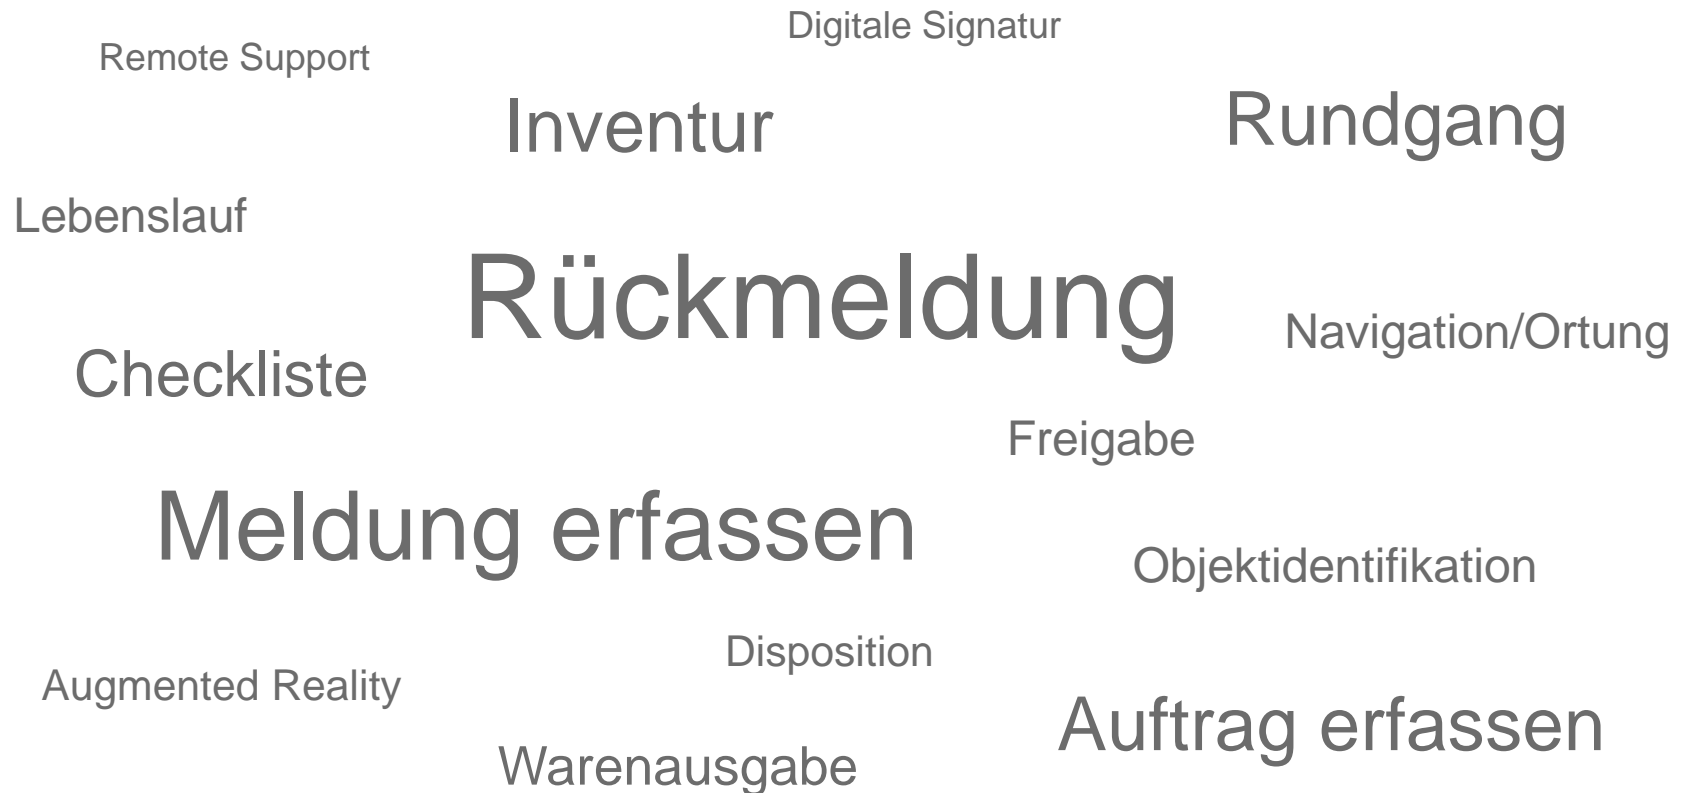 Digitale Signatur
Remote Support
Inventur
Rundgang
Lebenslauf
Rückmeldung
Navigation/Ortung
Checkliste
Freigabe
Meldung erfassen
Objektidentifikation
Disposition
Augmented Reality
Auftrag erfassen
Warenausgabe